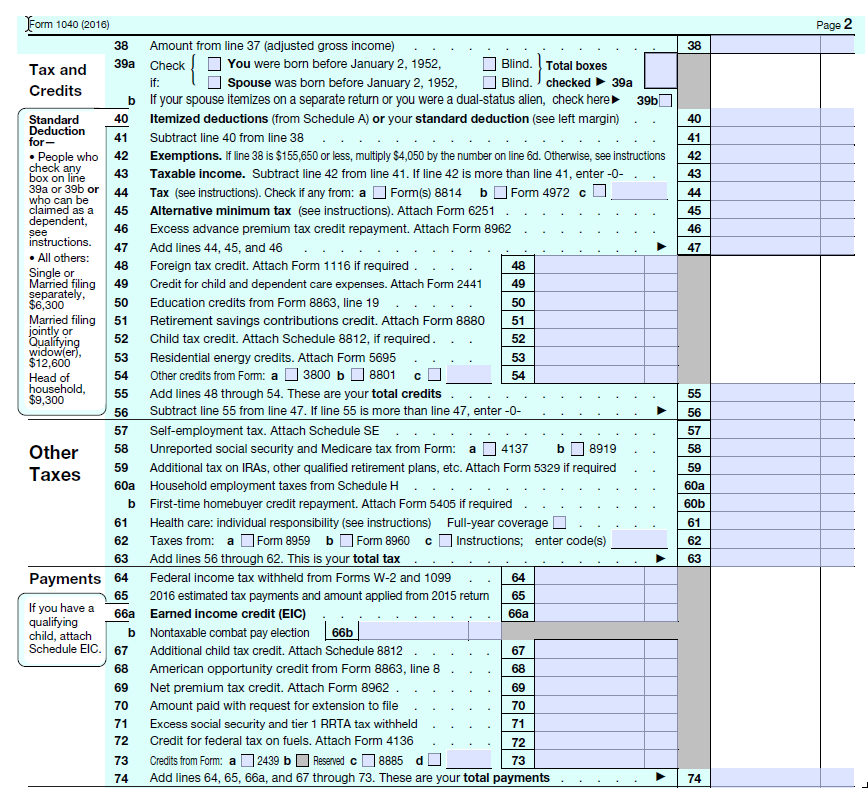 Form 1040 (2016) Page 2
38 Amount from line 37 (adjusted gross income) . . . . . . . . . . . . . . 38
Tax and Credits
39a Check if: { You were born before January 2, 1952, Blind. } Total boxes
Spouse was born before January 2, 1952, Blind. } checked ▶ 39a
b If your spouse itemizes on a separate return or you were a dual-status alien, check here ▶ 39b
Standard Deduction for—
• People who check any box on line 39a or 39b or who can be claimed as a dependent, see instructions.
• All others:
Single or Married filing separately, $6,300
Married filing jointly or Qualifying widow(er), $12,600
Head of household, $9,300
40 Itemized deductions (from Schedule A) or your standard deduction (see left margin) . . 40
41 Subtract line 40 from line 38 . . . . . . . . . . . . . . . . . . . 41
42 Exemptions. If line 38 is $155,650 or less, multiply $4,050 by the number on line 6d. Otherwise, see instructions 42
43 Taxable income. Subtract line 42 from line 41. If line 42 is more than line 41, enter -0- . . 43
44 Tax (see instructions). Check if any from: a Form(s) 8814 b Form 4972 c 44
45 Alternative minimum tax (see instructions). Attach Form 6251 . . . . . . . . . 45
46 Excess advance premium tax credit repayment. Attach Form 8962 . . . . . . . . 46
47 Add lines 44, 45, and 46 . . . . . . . . . . . . . . . . . . . ▶ 47
48 Foreign tax credit. Attach Form 1116 if required . . . . 48
49 Credit for child and dependent care expenses. Attach Form 2441 49
50 Education credits from Form 8863, line 19 . . . . . 50
51 Retirement savings contributions credit. Attach Form 8880 51
52 Child tax credit. Attach Schedule 8812, if required . . . 52
53 Residential energy credits. Attach Form 5695 . . . . 53
54 Other credits from Form: a 3800 b 8801 c 54
55 Add lines 48 through 54. These are your total credits . . . . . . . . . . . . 55
56 Subtract line 55 from line 47. If line 55 is more than line 47, enter -0- . . . . . . ▶ 56
Other Taxes
57 Self-employment tax. Attach Schedule SE . . . . . . . . . . . . . . . 57
58 Unreported social security and Medicare tax from Form: a 4137 b 8919 . . 58
59 Additional tax on IRAs, other qualified retirement plans, etc. Attach Form 5329 if required . . 59
60a Household employment taxes from Schedule H . . . . . . . . . . . . . . 60a
b First-time homebuyer credit repayment. Attach Form 5405 if required . . . . . . . . 60b
61 Health care: individual responsibility (see instructions) Full-year coverage . . . . . 61
62 Taxes from: a Form 8959 b Form 8960 c Instructions; enter code(s) 62
63 Add lines 56 through 62. This is your total tax . . . . . . . . . . . . . ▶ 63
Payments
64 Federal income tax withheld from Forms W-2 and 1099 . . 64
65 2016 estimated tax payments and amount applied from 2015 return 65
If you have a qualifying child, attach Schedule EIC.
66a Earned income credit (EIC) . . . . . . . . . . 66a
b Nontaxable combat pay election 66b
67 Additional child tax credit. Attach Schedule 8812 . . . . . 67
68 American opportunity credit from Form 8863, line 8 . . . 68
69 Net premium tax credit. Attach Form 8962 . . . . . . 69
70 Amount paid with request for extension to file . . . . . 70
71 Excess social security and tier 1 RRTA tax withheld . . . . 71
72 Credit for federal tax on fuels. Attach Form 4136 . . . . 72
73 Credits from Form: a 2439 b Reserved c 8885 d 73
74 Add lines 64, 65, 66a, and 67 through 73. These are your total payments . . . . . ▶ 74